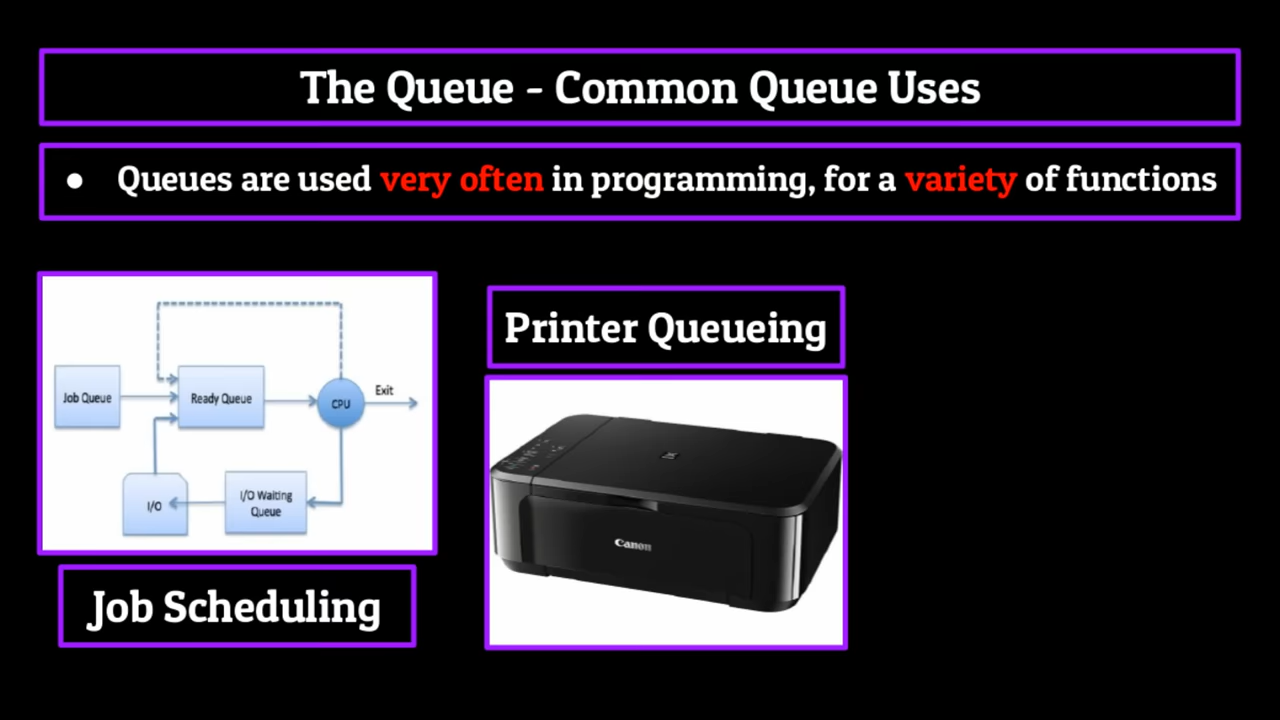 The Queue - Common Queue Uses
● Queues are used very often in programming, for a variety of functions
Job Queue
Ready Queue
CPU
Exit
I/O
I/O Waiting
Queue
Job Scheduling
Printer Queueing
Canon